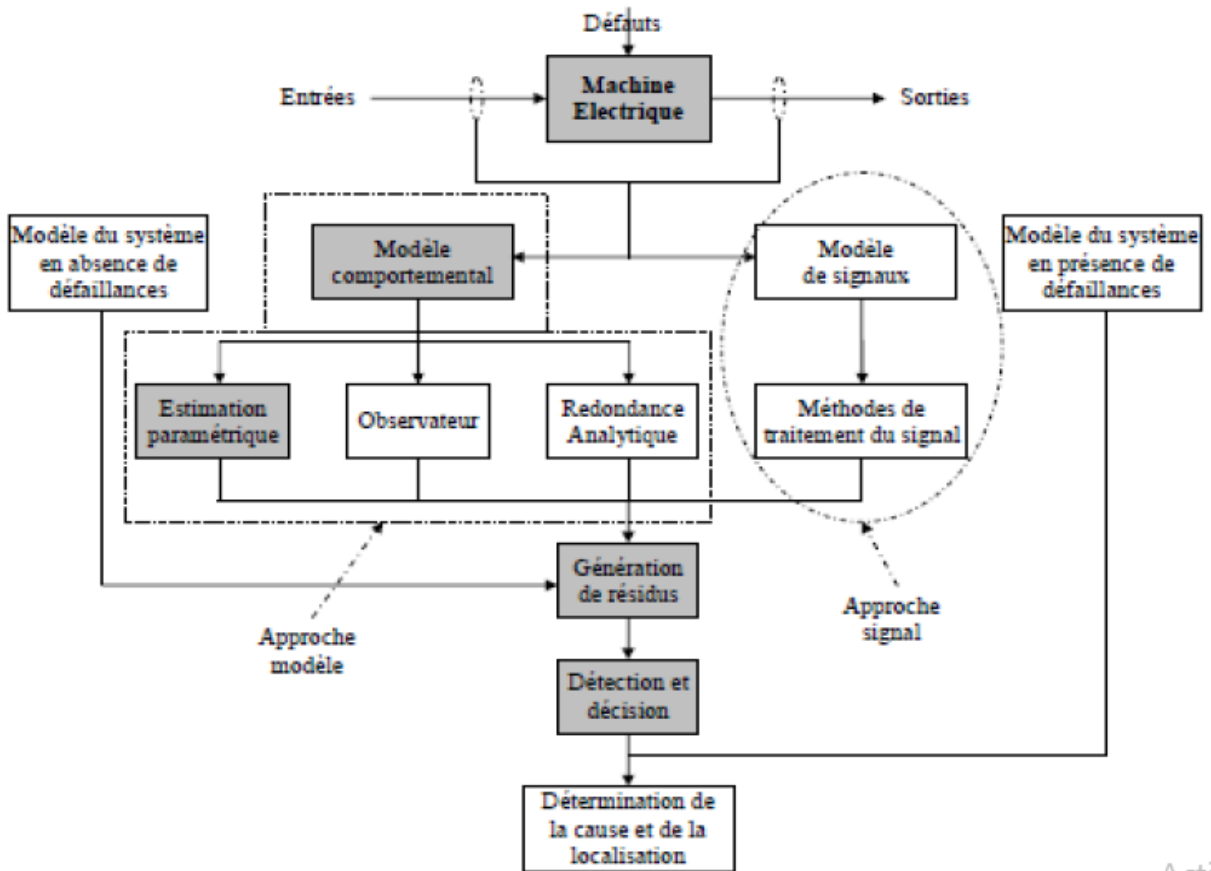 Défauts
Entrées
Machine
Electrique
Sorties
Modèle du système
en absence de
défaillances
Modèle
comportemental
Modèle
de signaux
Modèle du système
en présence de
défaillances
Estimation
paramétrique
Observateur
Redondance
Analytique
Méthodes de
traitement du signal
Génération
de résidus
Approche
modèle
Approche
signal
Détection et
décision
Détermination de
la cause et de la
localisation